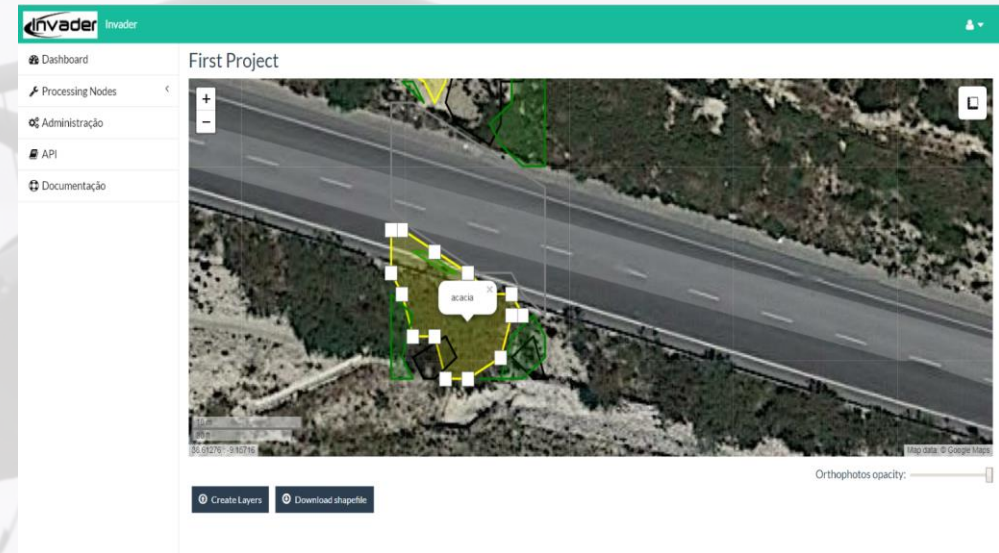 invader Invader
Dashboard
First Project
Processing Nodes
+
−
Administração
API
Documentação
acacia
×
Map data: © Google Maps
Orthophotos opacity:
Create Layers Download shapefile